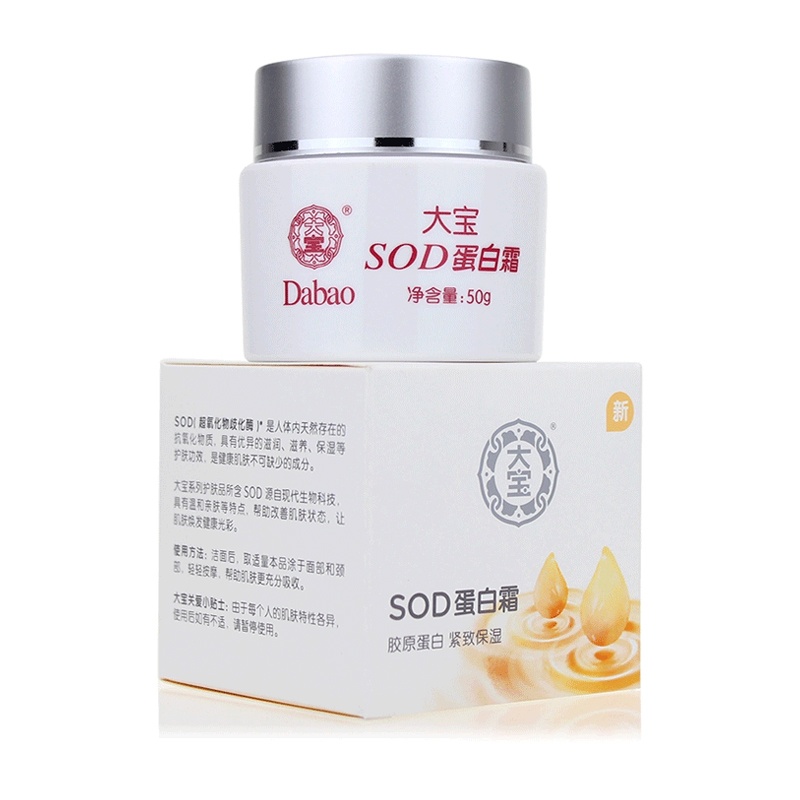 大宝
®
Dabao
大宝
SOD蛋白霜
净含量：50g
SOD（超氧化物歧化酶）*是人体内天然存在的
抗氧化物质，具有优异的滋润、滋养、保湿等
护肤功效，是健康肌肤不可缺少的成分。
大宝系列护肤品所含 SOD 源自现代生物科技，
具有温和亲肤等特点，帮助改善肌肤状态，让
肌肤焕发健康光彩。
使用方法：洁面后，取适量本品涂于面部和颈
部，轻轻按摩，帮助肌肤更充分吸收。
大宝关爱小贴士：由于每个人的肌肤特性各异，
使用后如有不适，请暂停使用。
新
®
大宝
SOD蛋白霜
胶原蛋白 紧致保湿